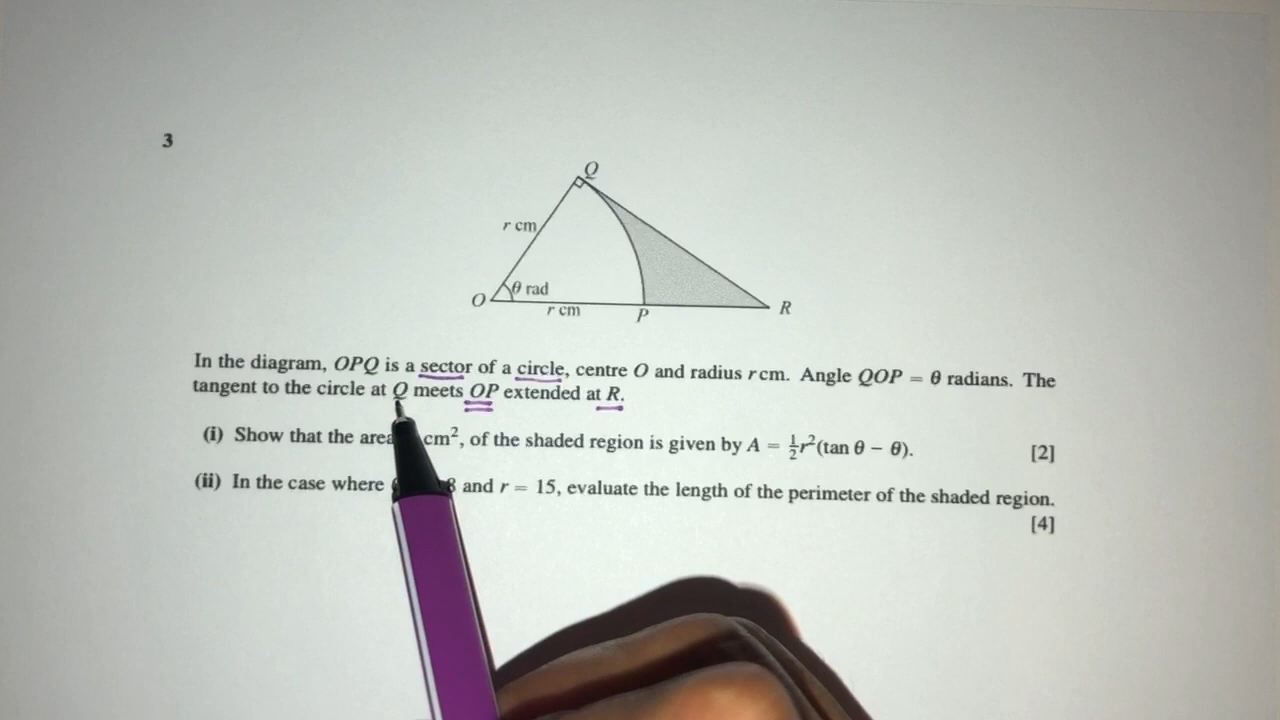 3
Q
r cm
θ rad
O
r cm
P
R
In the diagram, OPQ is a sector of a circle, centre O and radius r cm. Angle QOP = θ radians. The
tangent to the circle at Q meets OP extended at R.
(i) Show that the area cm², of the shaded region is given by A = ½r²(tan θ − θ). [2]
(ii) In the case where 8 and r = 15, evaluate the length of the perimeter of the shaded region.
[4]